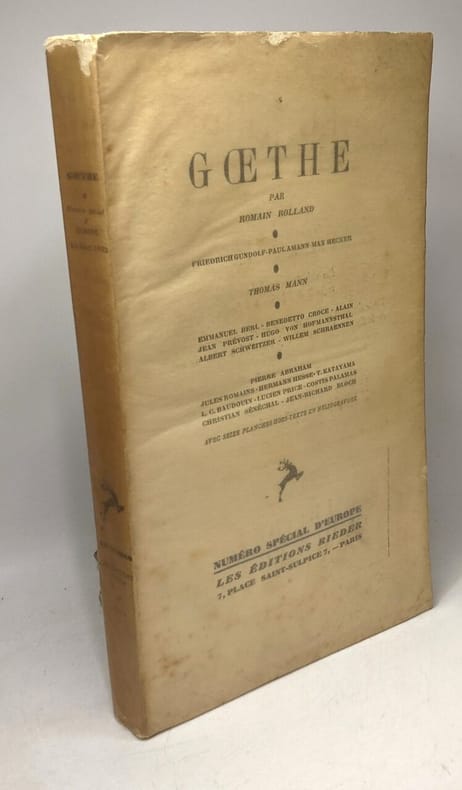 GŒTHE
PAR
ROMAIN ROLLAND
FRIEDRICH GUNDOLF - PAUL AMANN - MAX HECKER
THOMAS MANN
EMMANUEL BERL - BENEDETTO CROCE - ALAIN
JEAN PRÉVOST - HUGO VON HOFMANNSTHAL
ALBERT SCHWEITZER - WILLEM SCHRAENNEN
PIERRE ABRAHAM
JULES ROMAINS - HERMANN HESSE - T. KATAYAMA
L. C. BAUDOUIN - LUCIEN PRICE - COSTIS PALAMAS
CHRISTIAN SÉNÉCHAL - JEAN-RICHARD BLOCH
AVEC SEIZE PLANCHES HORS-TEXTE EN HÉLIOGRAVURE
NUMÉRO SPÉCIAL D'EUROPE
LES ÉDITIONS RIEDER
7, PLACE SAINT-SULPICE 7, — PARIS
GŒTHE